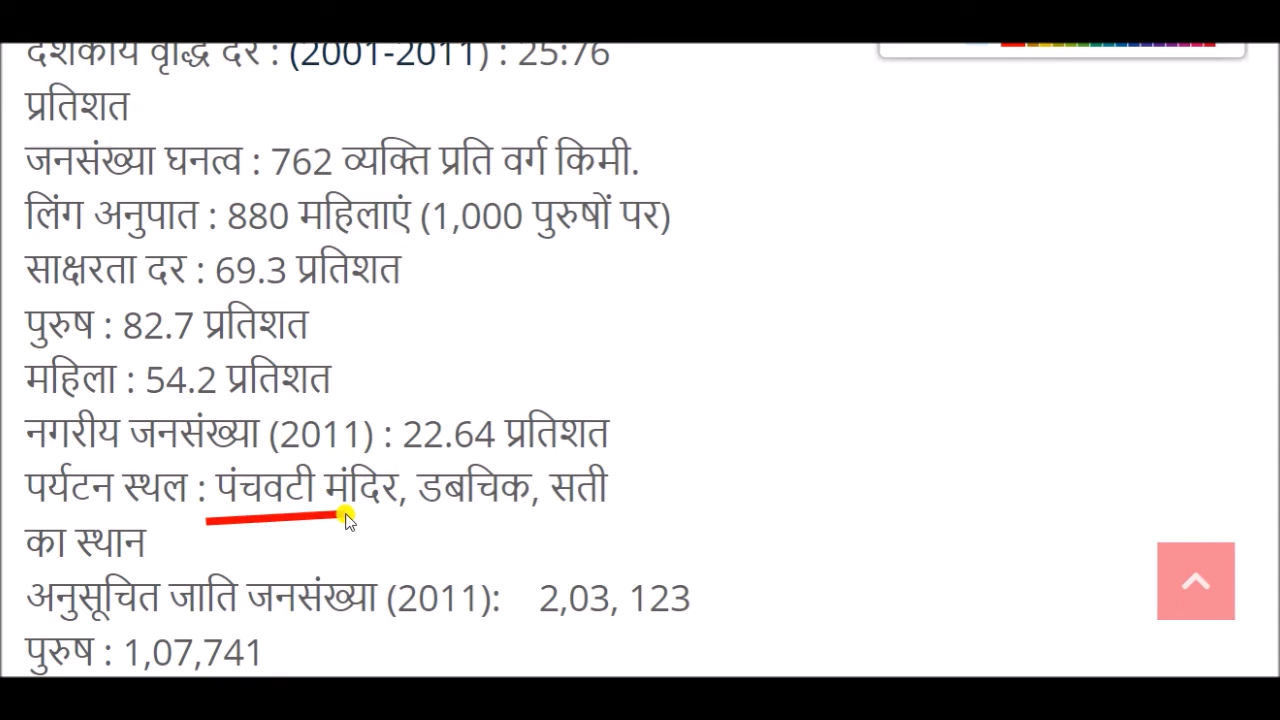 दशकीय वृद्धि दर : (2001-2011) : 25:76
प्रतिशत
जनसंख्या घनत्व : 762 व्यक्ति प्रति वर्ग किमी.
लिंग अनुपात : 880 महिलाएं (1,000 पुरुषों पर)
साक्षरता दर : 69.3 प्रतिशत
पुरुष : 82.7 प्रतिशत
महिला : 54.2 प्रतिशत
नगरीय जनसंख्या (2011) : 22.64 प्रतिशत
पर्यटन स्थल : पंचवटी मंदिर, डबचिक, सती
का स्थान
अनुसूचित जाति जनसंख्या (2011): 2,03, 123
पुरुष : 1,07,741